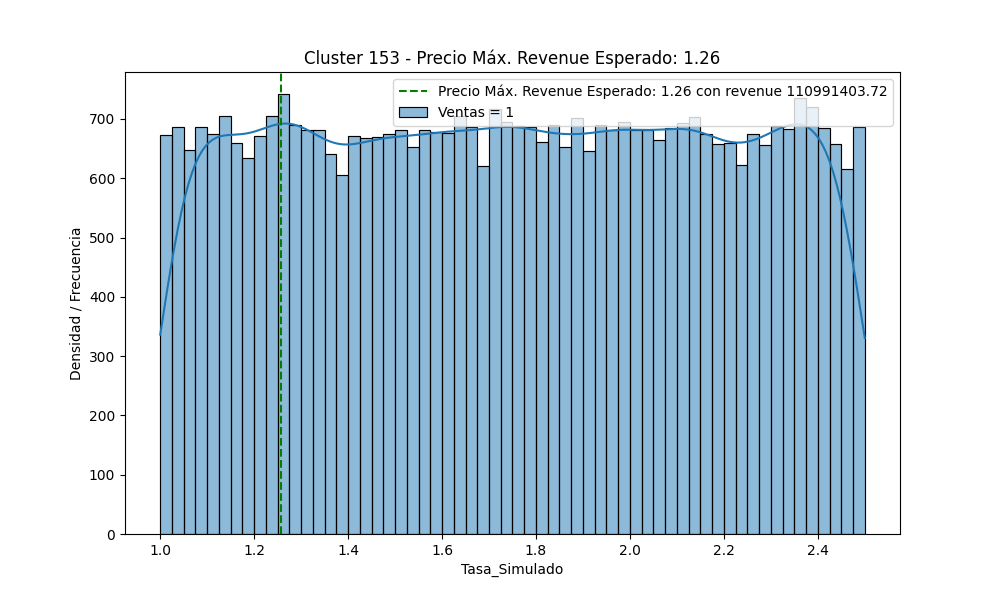 Cluster 153 - Precio Máx. Revenue Esperado: 1.26
Precio Máx. Revenue Esperado: 1.26 con revenue 110991403.72
Ventas = 1
Densidad / Frecuencia
700
600
500
400
300
200
100
0
1.0 1.2 1.4 1.6 1.8 2.0 2.2 2.4
Tasa_Simulado